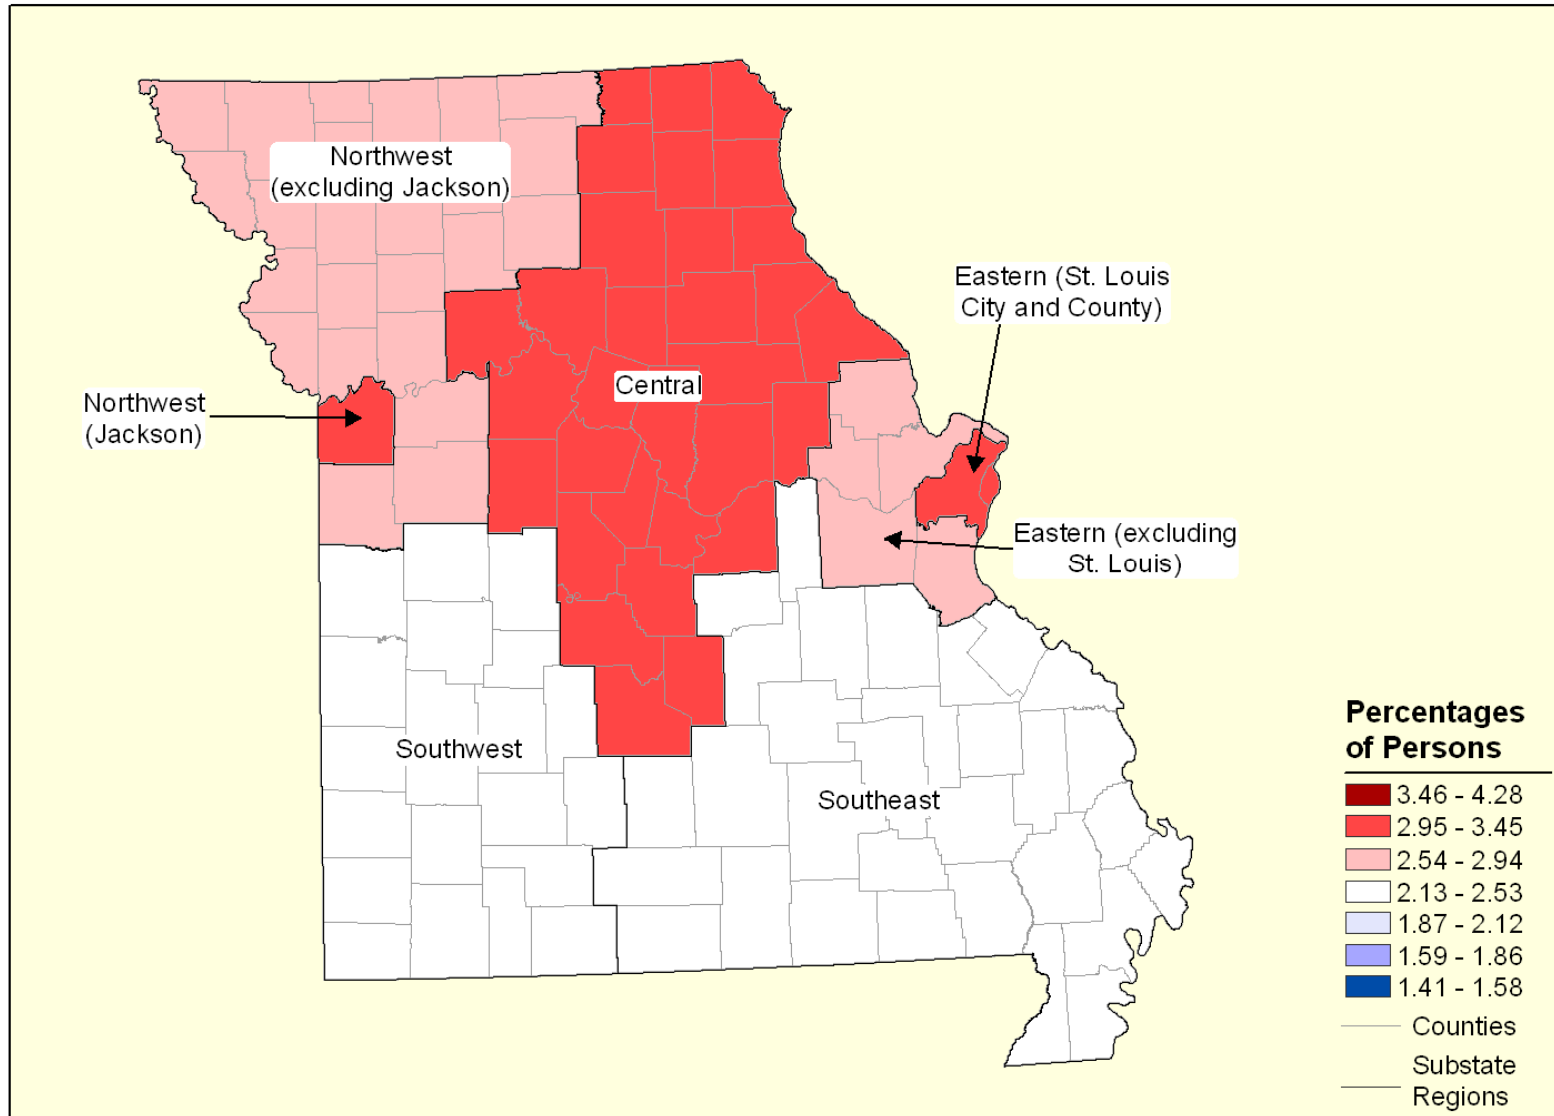 Northwest
(excluding Jackson)
Eastern (St. Louis
City and County)
Central
Northwest
(Jackson)
Eastern (excluding
St. Louis)
Southwest
Southeast
Percentages
of Persons
3.46 - 4.28
2.95 - 3.45
2.54 - 2.94
2.13 - 2.53
1.87 - 2.12
1.59 - 1.86
1.41 - 1.58
Counties
Substate
Regions